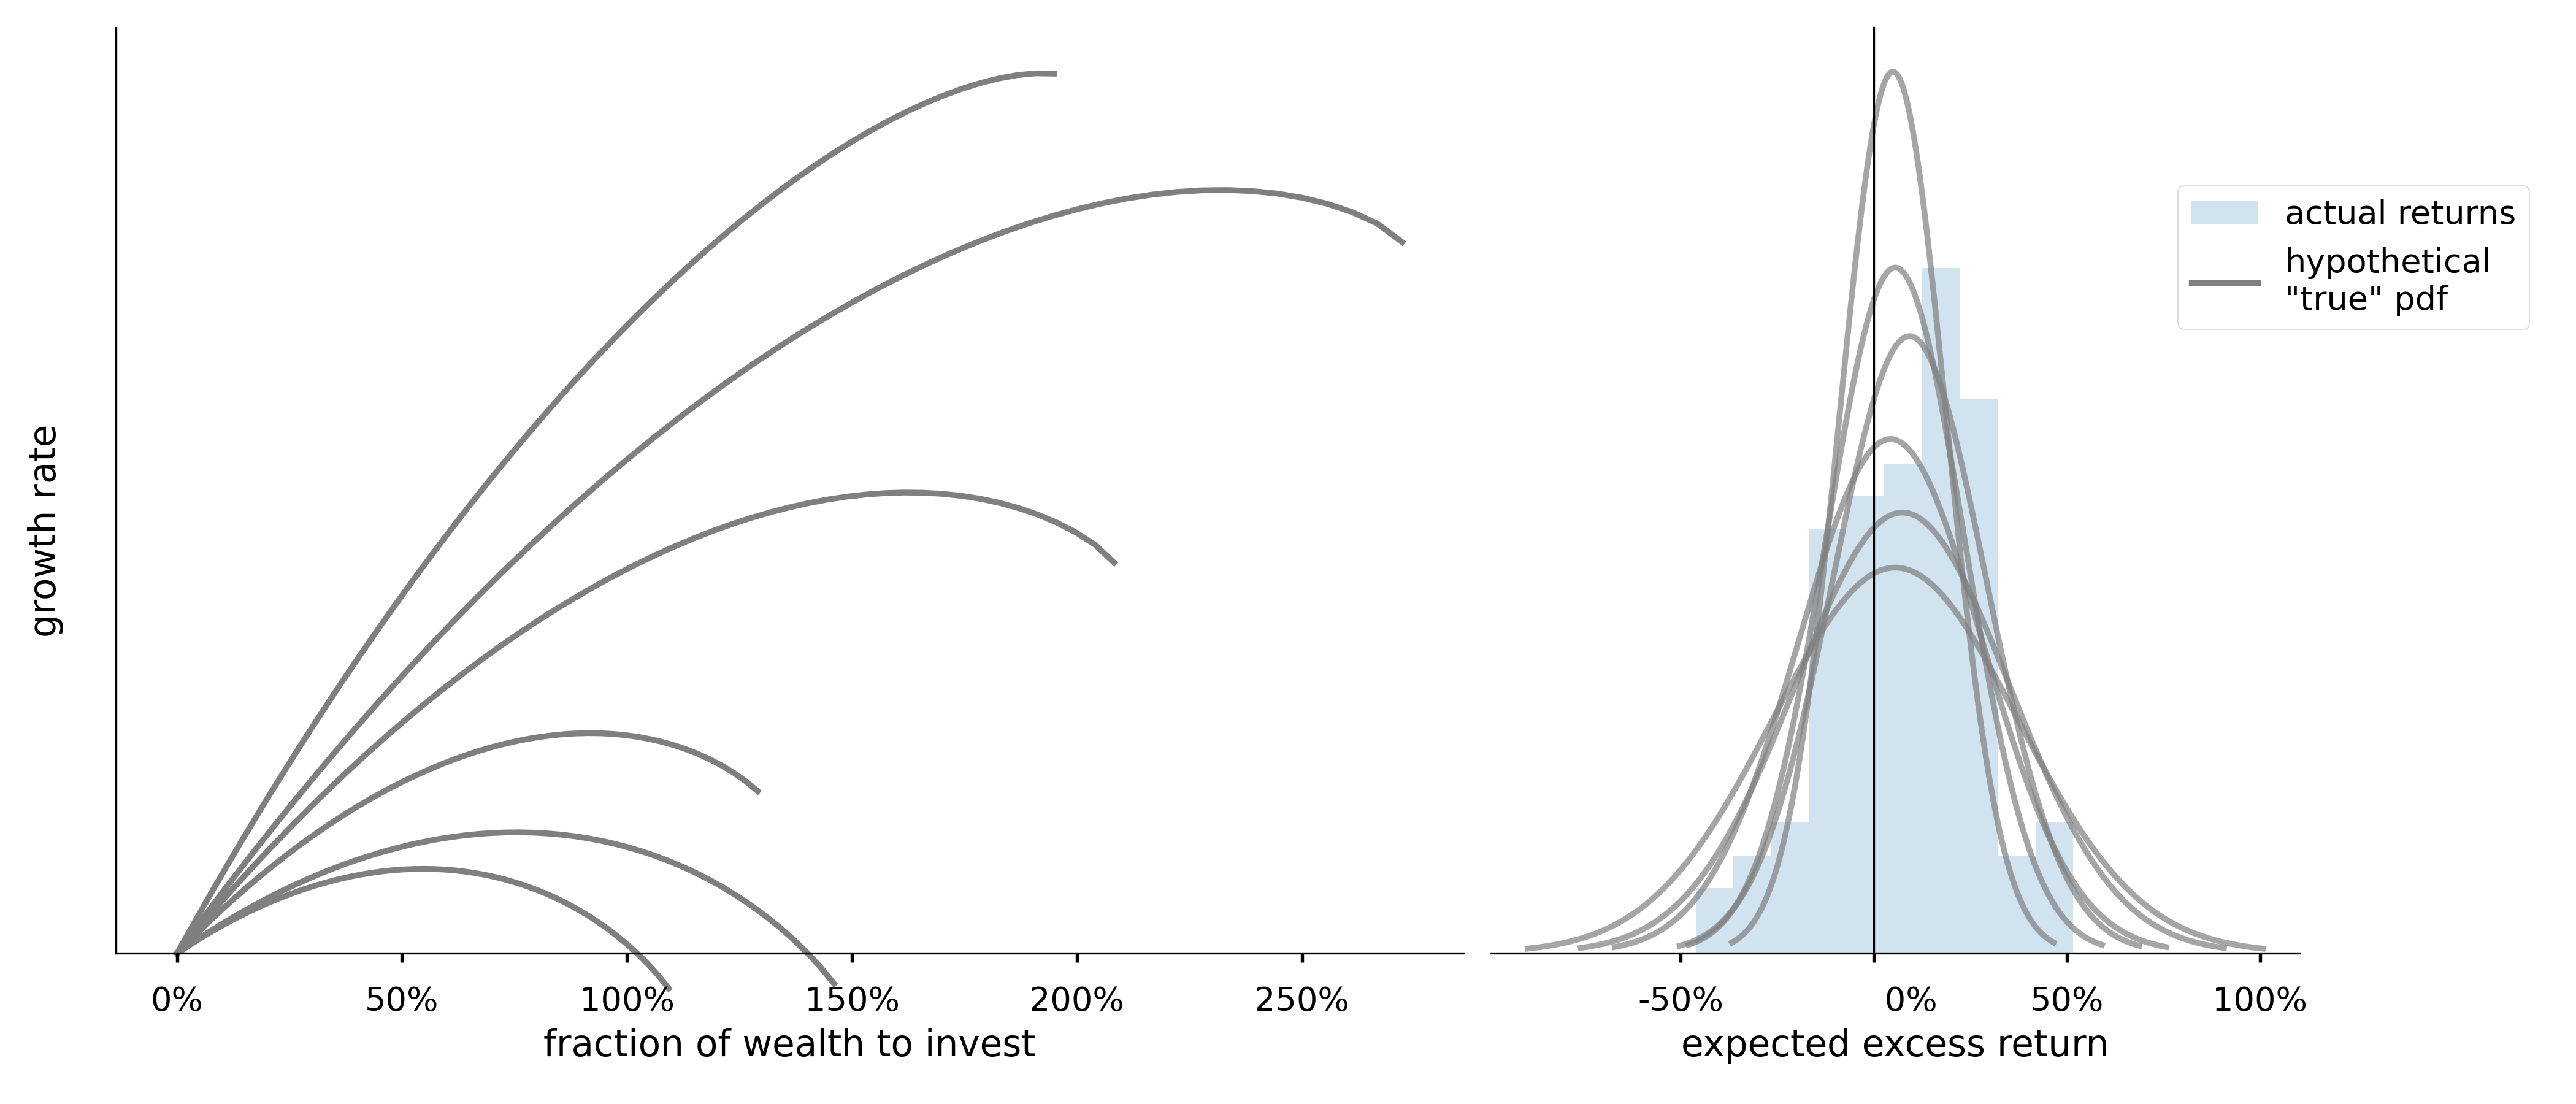 growth rate
0% 50% 100% 150% 200% 250%
fraction of wealth to invest
actual returns
hypothetical
"true" pdf
-50% 0% 50% 100%
expected excess return